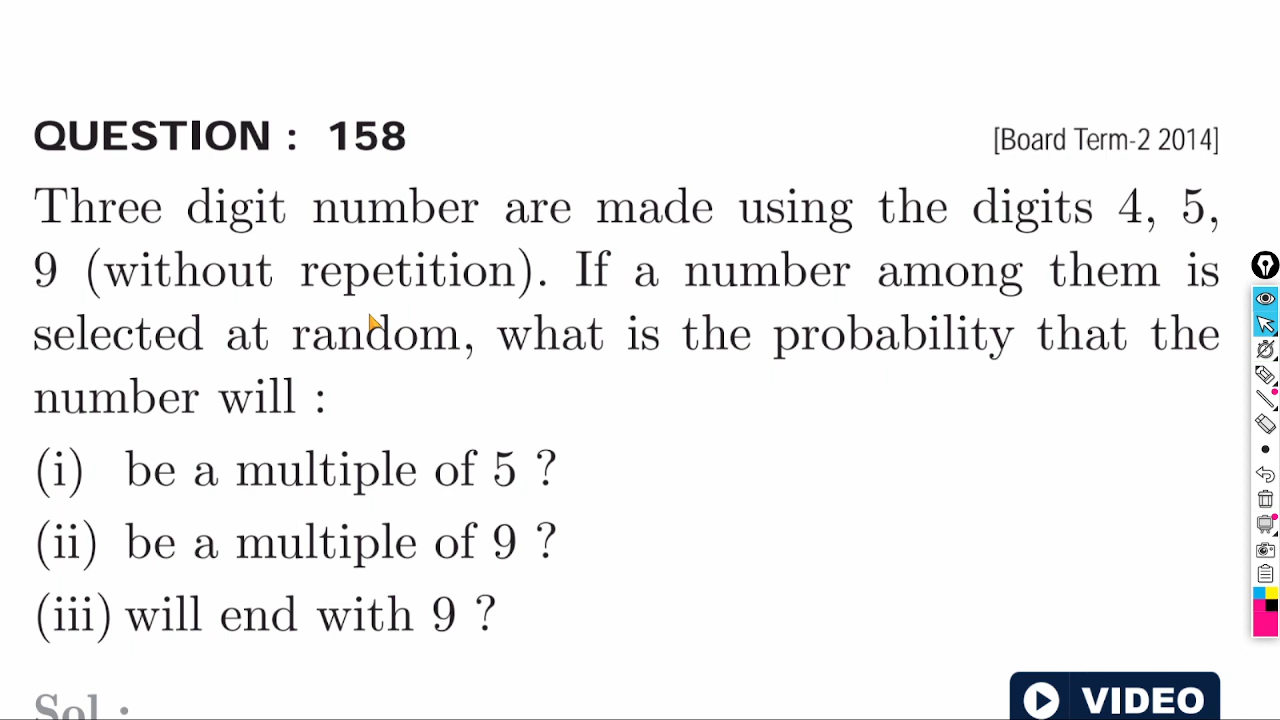 QUESTION : 158 [Board Term-2 2014]
Three digit number are made using the digits 4, 5,
9 (without repetition). If a number among them is
selected at random, what is the probability that the
number will :
(i) be a multiple of 5 ?
(ii) be a multiple of 9 ?
(iii) will end with 9 ?
Sol :
VIDEO